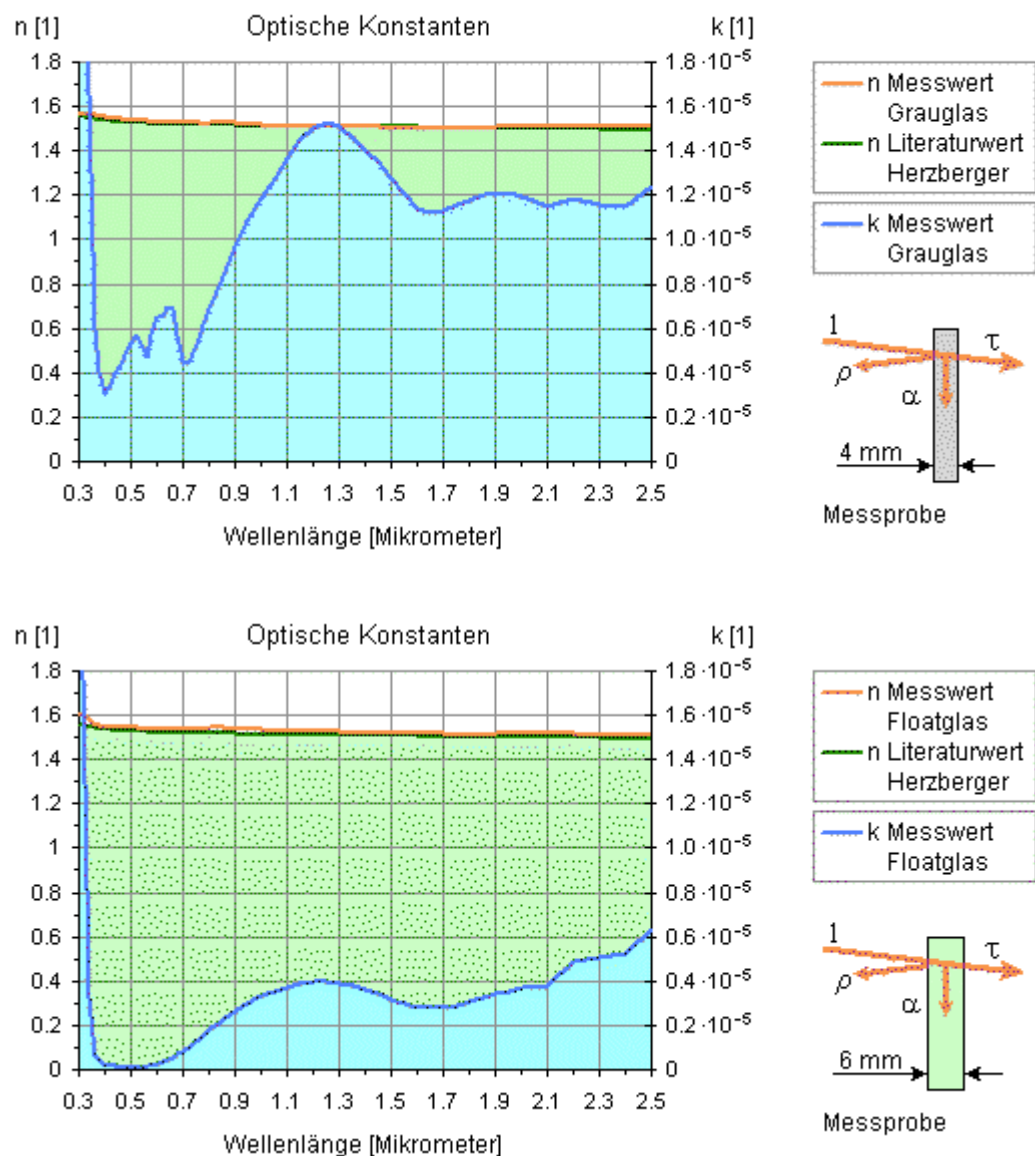 n [1] Optische Konstanten k [1]
1.8 1.8·10⁻⁵
1.6 1.6·10⁻⁵
1.4 1.4·10⁻⁵
1.2 1.2·10⁻⁵
1 1.0·10⁻⁵
0.8 0.8·10⁻⁵
0.6 0.6·10⁻⁵
0.4 0.4·10⁻⁵
0.2 0.2·10⁻⁵
0 0
0.3 0.5 0.7 0.9 1.1 1.3 1.5 1.7 1.9 2.1 2.3 2.5
Wellenlänge [Mikrometer]
n Messwert
Grauglas
n Literaturwert
Herzberger
k Messwert
Grauglas
1 τ
ρ
α
4 mm
Messprobe
n [1] Optische Konstanten k [1]
1.8 1.8·10⁻⁵
1.6 1.6·10⁻⁵
1.4 1.4·10⁻⁵
1.2 1.2·10⁻⁵
1 1.0·10⁻⁵
0.8 0.8·10⁻⁵
0.6 0.6·10⁻⁵
0.4 0.4·10⁻⁵
0.2 0.2·10⁻⁵
0 0
0.3 0.5 0.7 0.9 1.1 1.3 1.5 1.7 1.9 2.1 2.3 2.5
Wellenlänge [Mikrometer]
n Messwert
Floatglas
n Literaturwert
Herzberger
k Messwert
Floatglas
1 τ
ρ
α
6 mm
Messprobe